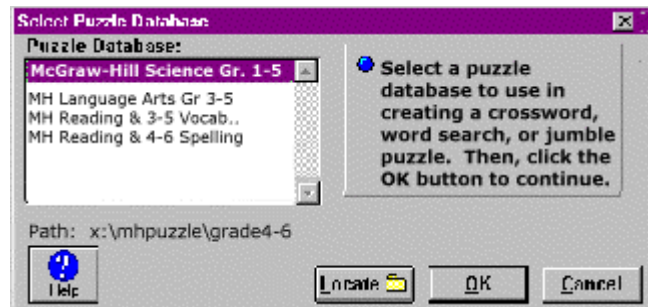 Select Puzzle Database
Puzzle Database:
McGraw-Hill Science Gr. 1-5
MH Language Arts Gr 3-5
MH Reading & 3-5 Vocab..
MH Reading & 4-6 Spelling
Select a puzzle
database to use in
creating a crossword,
word search, or jumble
puzzle. Then, click the
OK button to continue.
Path: x:\mhpuzzle\grade4-6
Help
Locate
OK
Cancel